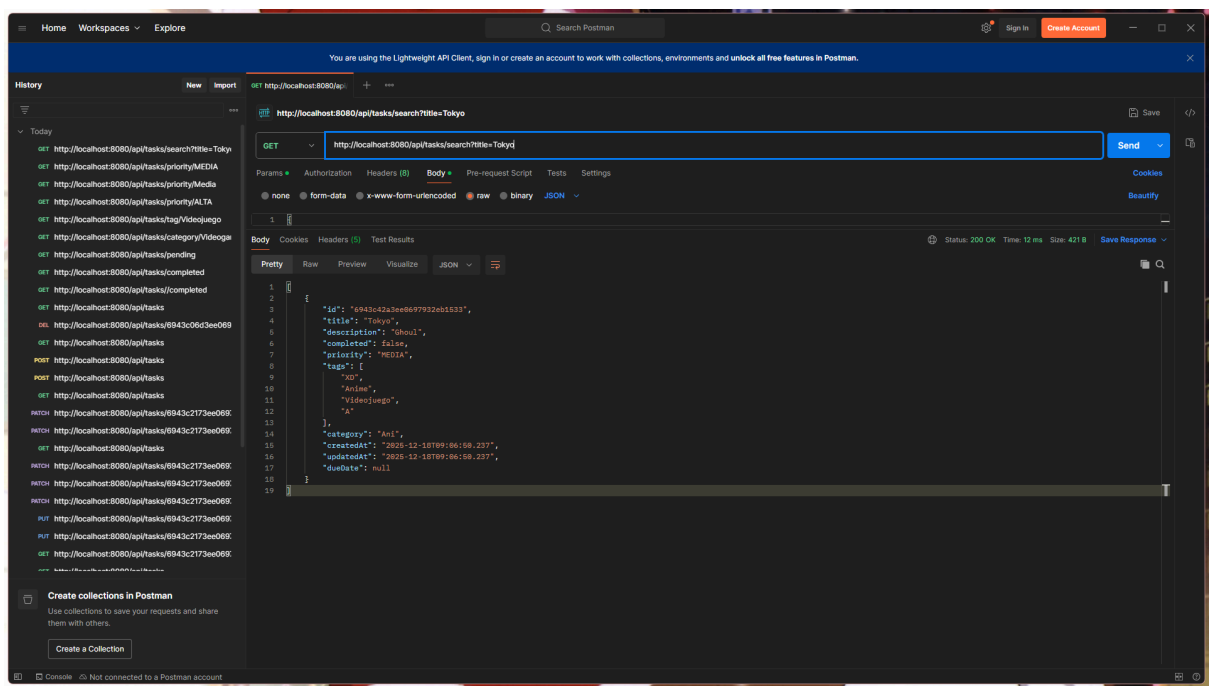 Home Workspaces Explore
Search Postman
Sign In Create Account
You are using the Lightweight API Client, sign in or create an account to work with collections, environments and unlock all free features in Postman.
History New Import
Today
GET http://localhost:8080/api/tasks/search?title=Tokyo
GET http://localhost:8080/api/tasks/priority/MEDIA
GET http://localhost:8080/api/tasks/priority/Media
GET http://localhost:8080/api/tasks/priority/ALTA
GET http://localhost:8080/api/tasks/tag/Videojuego
GET http://localhost:8080/api/tasks/category/Videogar
GET http://localhost:8080/api/tasks/pending
GET http://localhost:8080/api/tasks/completed
GET http://localhost:8080/api/tasks//completed
GET http://localhost:8080/api/tasks
DEL http://localhost:8080/api/tasks/6943c06d3ee069
GET http://localhost:8080/api/tasks
POST http://localhost:8080/api/tasks
POST http://localhost:8080/api/tasks
GET http://localhost:8080/api/tasks
PATCH http://localhost:8080/api/tasks/6943c2173ee069
PATCH http://localhost:8080/api/tasks/6943c2173ee069
GET http://localhost:8080/api/tasks
PATCH http://localhost:8080/api/tasks/6943c2173ee069
PATCH http://localhost:8080/api/tasks/6943c2173ee069
PATCH http://localhost:8080/api/tasks/6943c2173ee069
PUT http://localhost:8080/api/tasks/6943c2173ee069
PUT http://localhost:8080/api/tasks/6943c2173ee069
GET http://localhost:8080/api/tasks/6943c2173ee069
GET http://localhost:8080/api/tasks
Create collections in Postman
Use collections to save your requests and share
them with others.
Create a Collection
GET http://localhost:8080/api
http://localhost:8080/api/tasks/search?title=Tokyo
Save
GET http://localhost:8080/api/tasks/search?title=Tokyo
Send
Params Authorization Headers (8) Body Pre-request Script Tests Settings
Cookies
none form-data x-www-form-urlencoded raw binary JSON
Beautify
1 {
Body Cookies Headers (5) Test Results
Status: 200 OK Time: 12 ms Size: 421 B Save Response
Pretty Raw Preview Visualize JSON
1 [
2 {
3 "id": "6943c42a3ee0697932eb1533",
4 "title": "Tokyo",
5 "description": "Ghoul",
6 "completed": false,
7 "priority": "MEDIA",
8 "tags": [
9 "XD",
10 "Anime",
11 "Videojuego",
12 "A"
13 ],
14 "category": "Ani",
15 "createdAt": "2025-12-18T09:06:50.237",
16 "updatedAt": "2025-12-18T09:06:50.237",
17 "dueDate": null
18 }
19 ]
Console Not connected to a Postman account